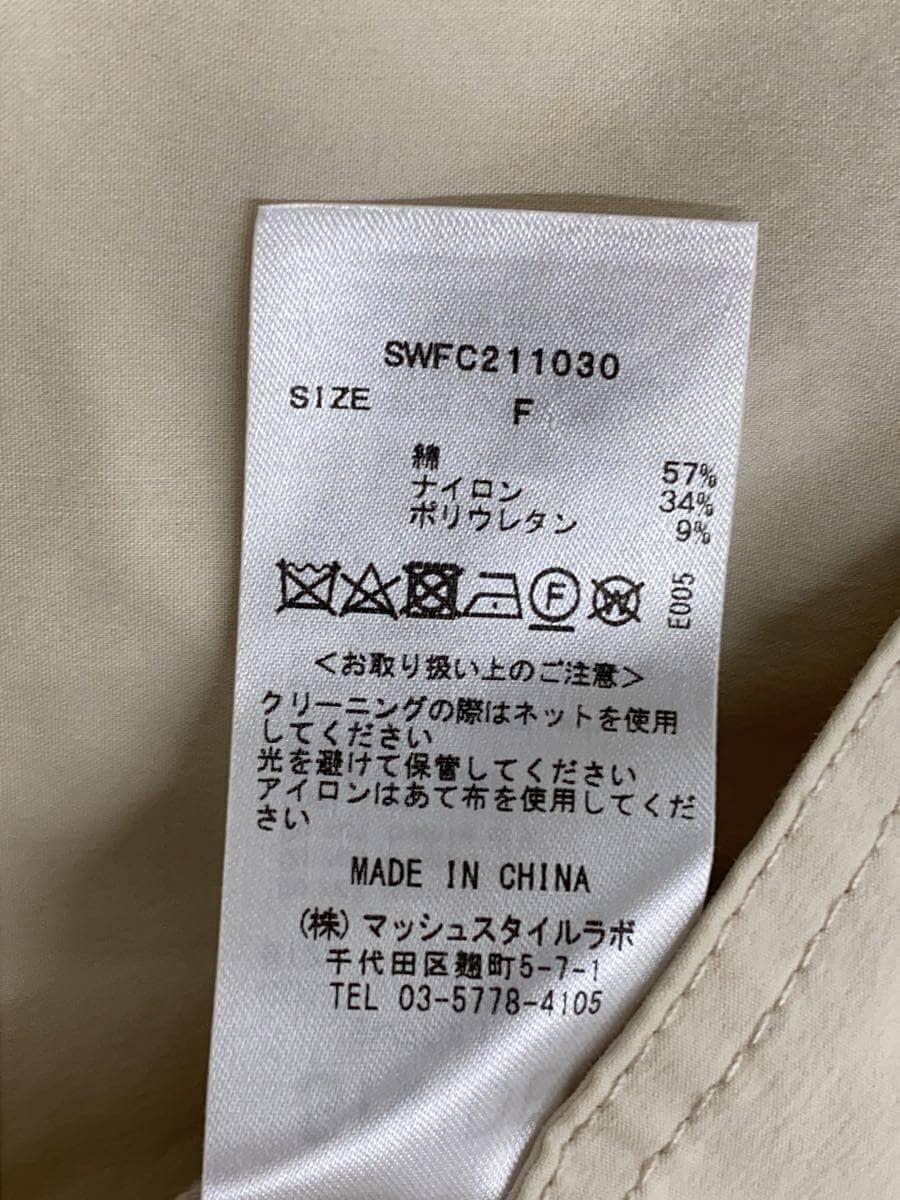 SWFC211030
SIZE F
綿 57%
ナイロン 34%
ポリウレタン 9%
F W E005
<お取り扱い上のご注意>
クリーニングの際はネットを使用
してください
光を避けて保管してください
アイロンはあて布を使用してくだ
さい
MADE IN CHINA
(株)マッシュスタイルラボ
千代田区麹町5-7-1
TEL 03-5778-4105